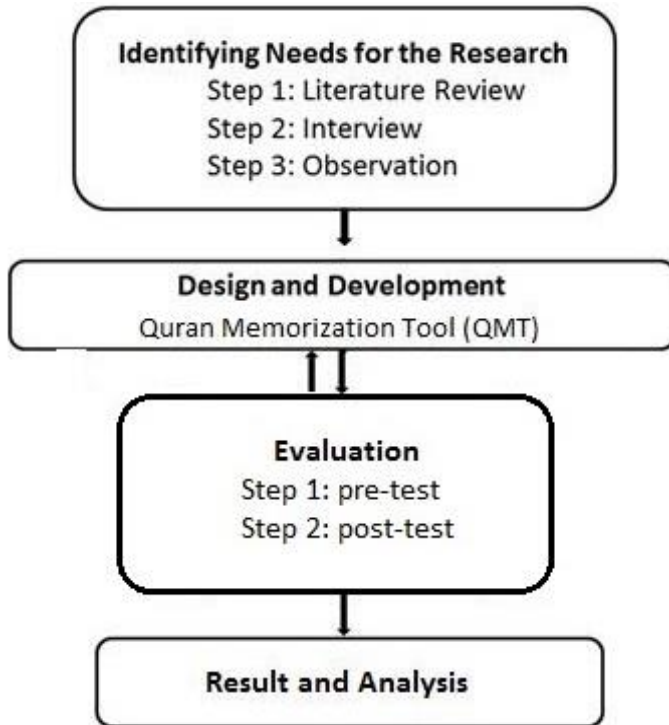 Identifying Needs for the Research
Step 1: Literature Review
Step 2: Interview
Step 3: Observation
Design and Development
Quran Memorization Tool (QMT)
Evaluation
Step 1: pre-test
Step 2: post-test
Result and Analysis